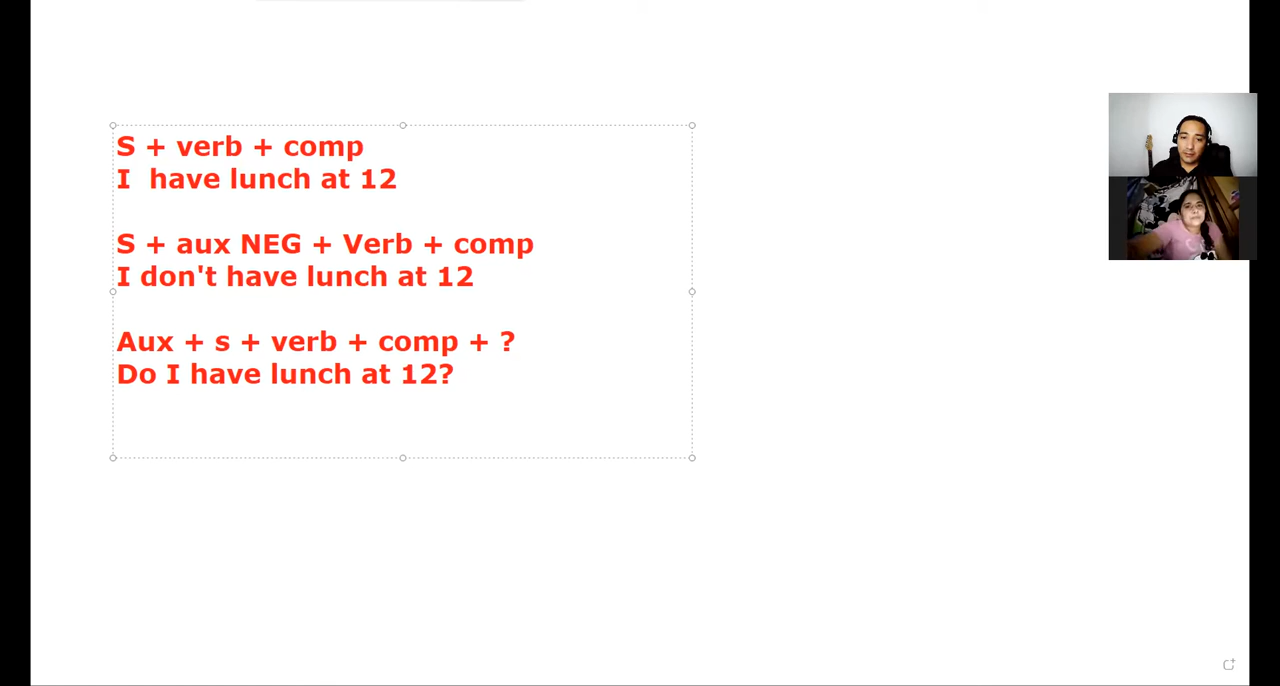 S + verb + comp
I  have lunch at 12
S + aux NEG + Verb + comp
I don't have lunch at 12
Aux + s + verb + comp + ?
Do I have lunch at 12?